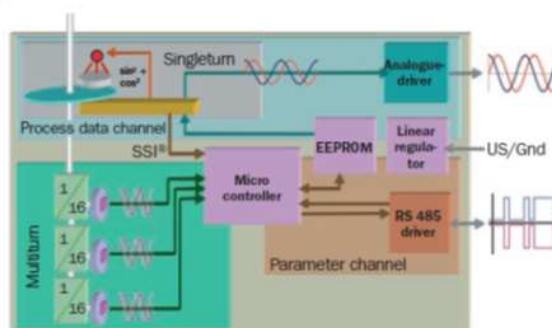 sin² +
cos²
Singleturn
Analogue-
driver
Process data channel
SSI®
EEPROM
Linear
regula-
tor
US/Gnd
Micro
controller
Multiturn
1
16
1
16
1
16
RS 485
driver
Parameter channel